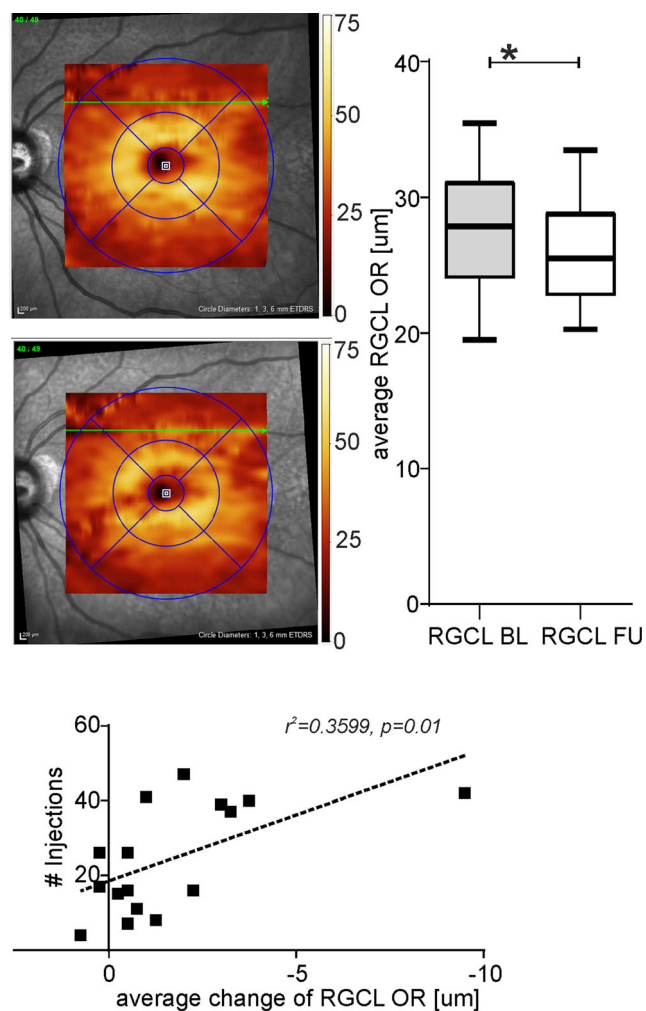 40 / 49
75
50
25
0
200 µm
Circle Diameters: 1, 3, 6 mm ETDRS
40 / 49
75
50
25
0
200 µm
Circle Diameters: 1, 3, 6 mm ETDRS
*
40
30
20
10
0
average RGCL OR [um]
RGCL BL RGCL FU
r²=0.3599, p=0.01
60
40
20
# Injections
0 -5 -10
average change of RGCL OR [um]